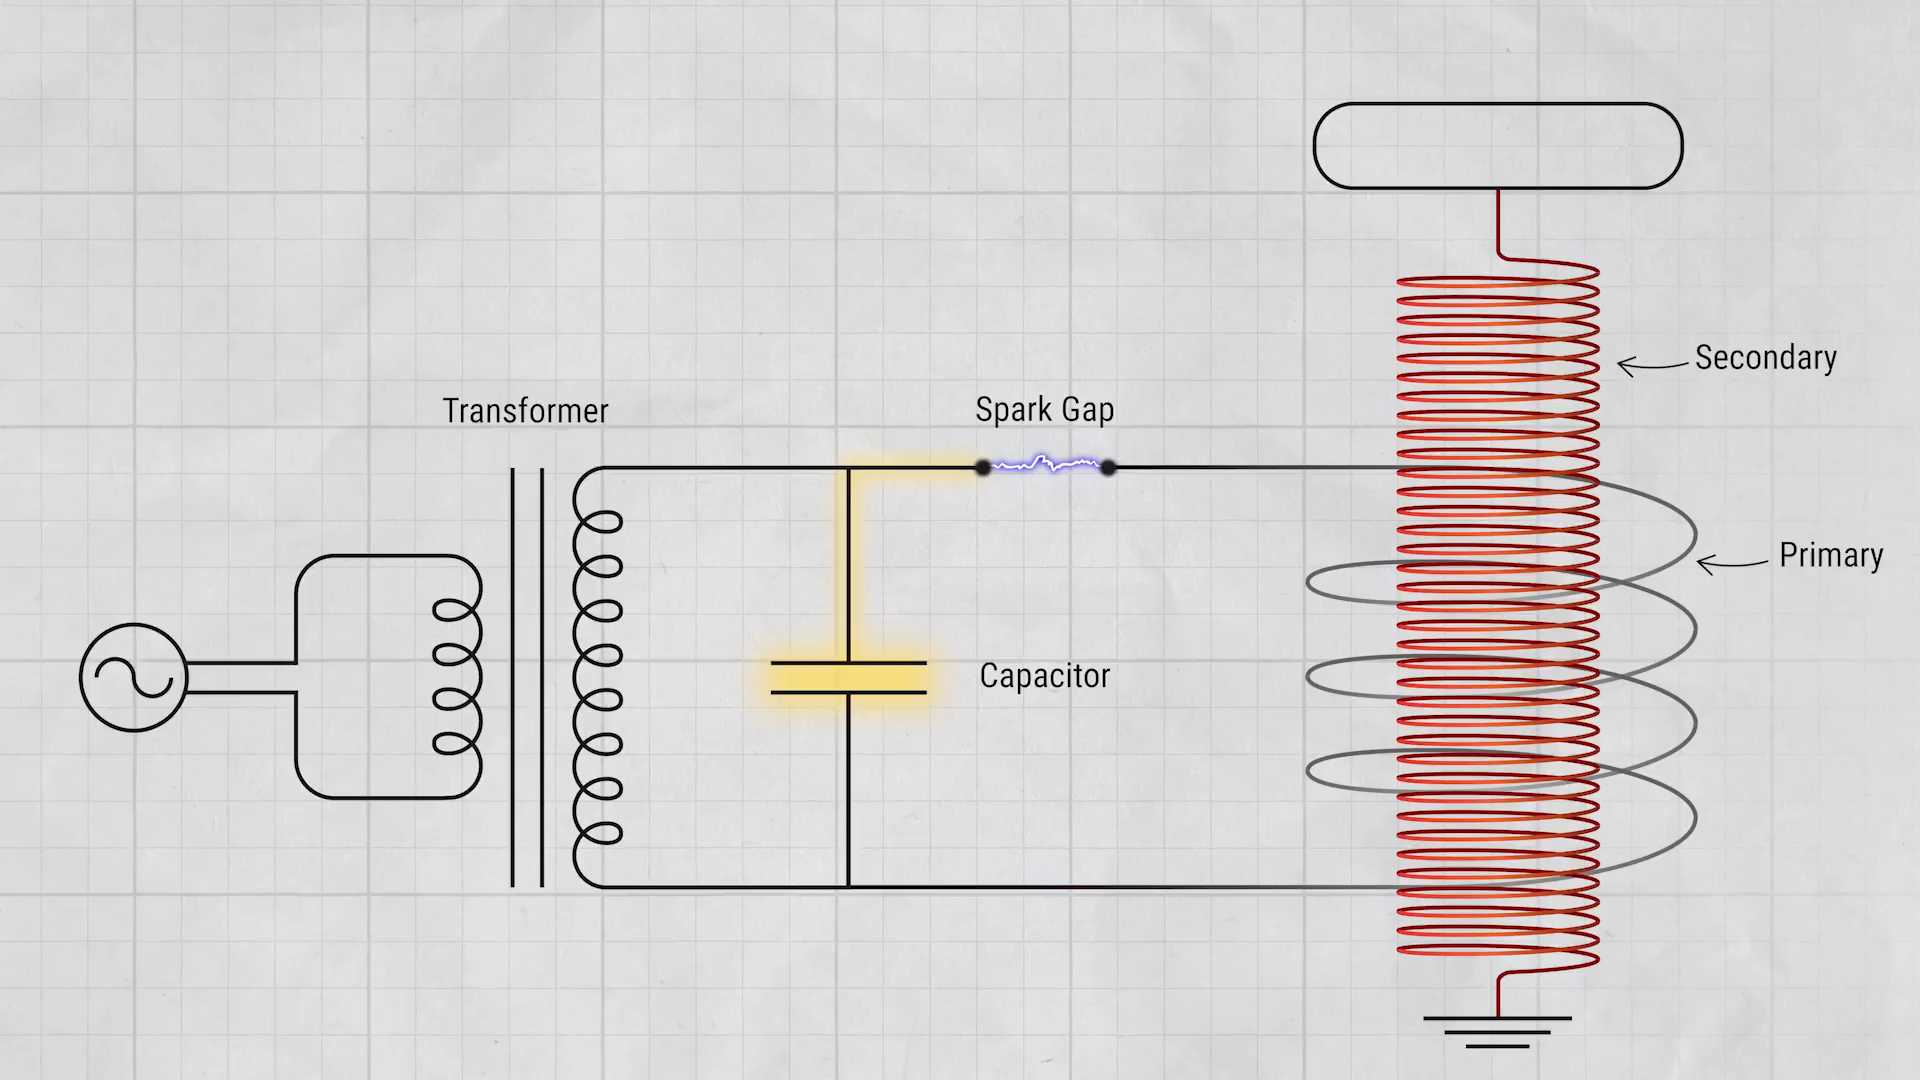 Secondary
Transformer
Spark Gap
Primary
Capacitor